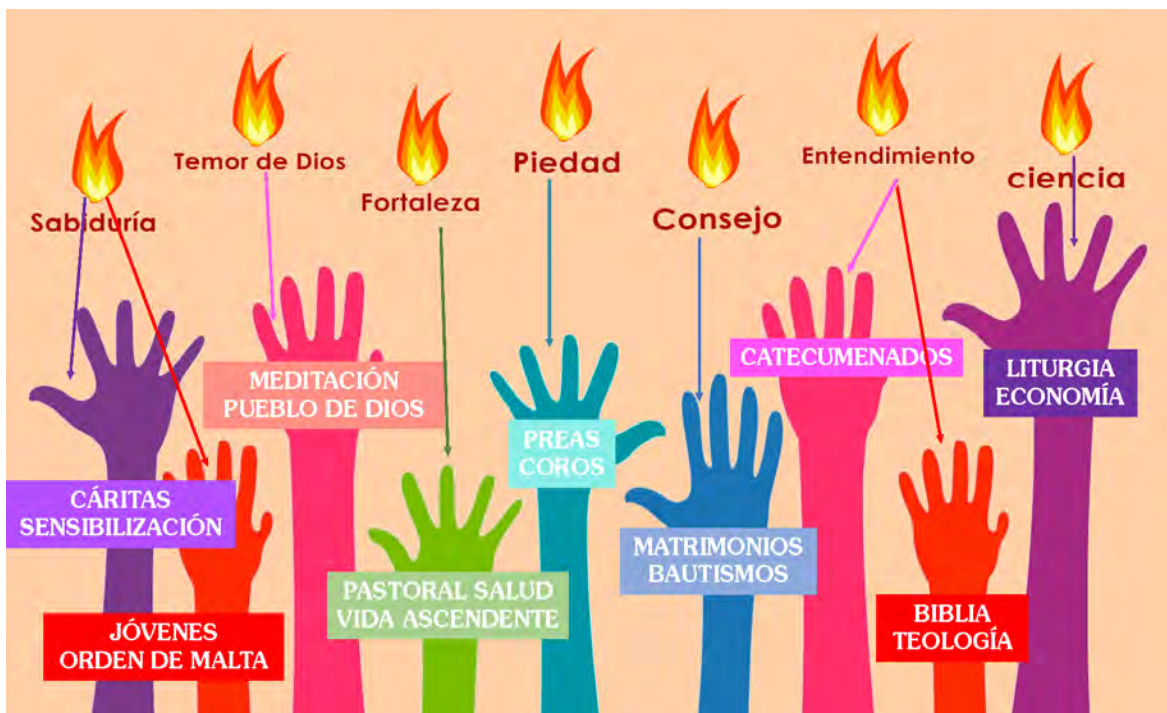 Sabiduría
Temor de Dios
Fortaleza
Piedad
Consejo
Entendimiento
ciencia
CÁRITAS
SENSIBILIZACIÓN
JÓVENES
ORDEN DE MALTA
MEDITACIÓN
PUEBLO DE DIOS
PASTORAL SALUD
VIDA ASCENDENTE
PREAS
COROS
MATRIMONIOS
BAUTISMOS
CATECUMENADOS
BIBLIA
TEOLOGÍA
LITURGIA
ECONOMÍA